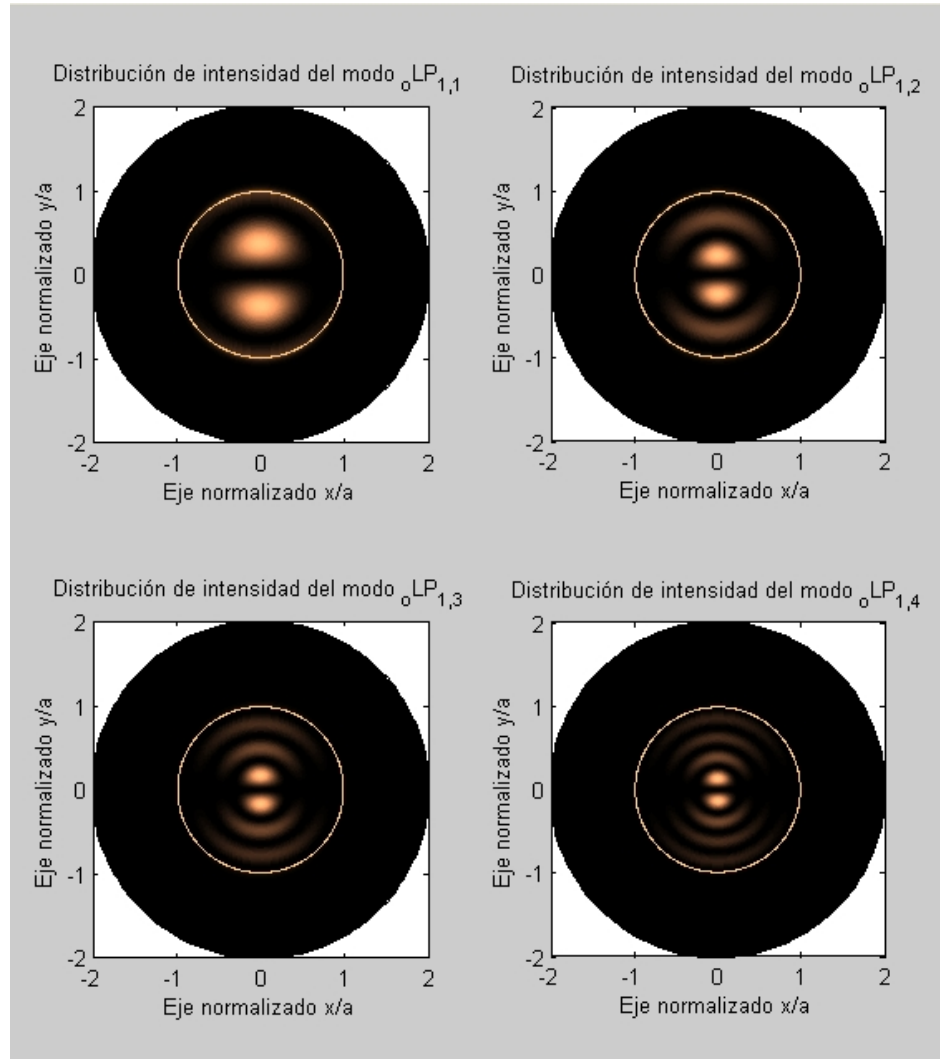 Distribución de intensidad del modo oLP1,1
2
1
0
-1
-2
Eje normalizado y/a
-2 -1 0 1 2
Eje normalizado x/a
Distribución de intensidad del modo oLP1,2
2
1
0
-1
-2
Eje normalizado y/a
-2 -1 0 1 2
Eje normalizado x/a
Distribución de intensidad del modo oLP1,3
2
1
0
-1
-2
Eje normalizado y/a
-2 -1 0 1 2
Eje normalizado x/a
Distribución de intensidad del modo oLP1,4
2
1
0
-1
-2
Eje normalizado y/a
-2 -1 0 1 2
Eje normalizado x/a